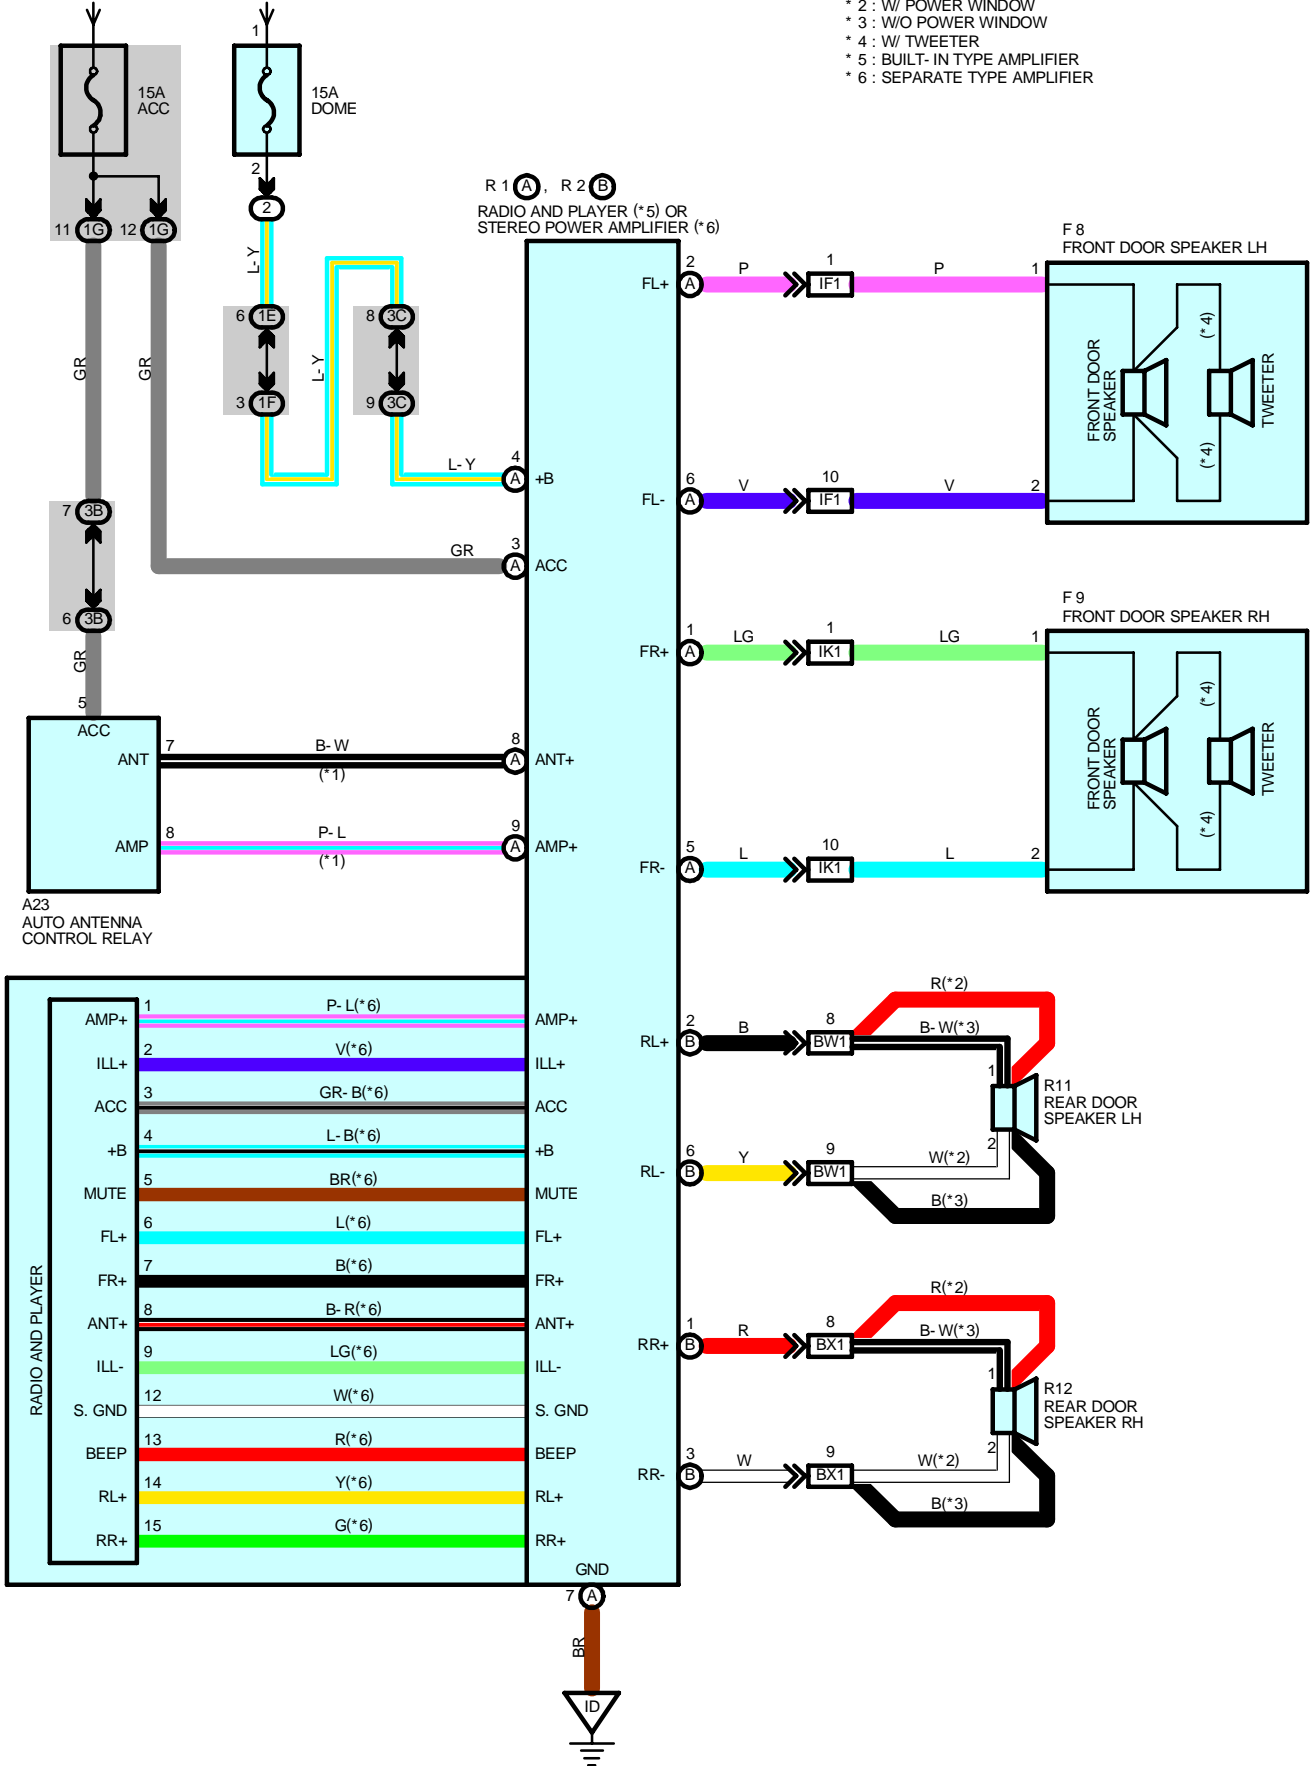 * 2 : W/ POWER WINDOW
* 3 : W/O POWER WINDOW
* 4 : W/ TWEETER
* 5 : BUILT- IN TYPE AMPLIFIER
* 6 : SEPARATE TYPE AMPLIFIER
15A
ACC
1
15A
DOME
2
2
11 1G 12 1G
L- Y
6 1E
3 1F
L- Y
8 3C
9 3C
GR
GR
L- Y
4
A
+B
GR
3
A
ACC
7 3B
6 3B
GR
5
ACC
ANT
7
B- W
(* 1)
8
A
ANT+
AMP
8
P- L
(* 1)
9
A
AMP+
A23
AUTO ANTENNA
CONTROL RELAY
R 1 A , R 2 B
RADIO AND PLAYER (* 5) OR
STEREO POWER AMPLIFIER (* 6)
FL+
2
A
P
1
IF1
P
1
F 8
FRONT DOOR SPEAKER LH
FRONT DOOR
SPEAKER
(* 4)
(* 4)
TWEETER
FL-
6
A
V
10
IF1
V
2
FR+
1
A
LG
1
IK1
LG
1
F 9
FRONT DOOR SPEAKER RH
FRONT DOOR
SPEAKER
(* 4)
(* 4)
TWEETER
FR-
5
A
L
10
IK1
L
2
RL+
2
B
B
8
BW1
R(* 2)
B- W(* 3)
1
R11
REAR DOOR
SPEAKER LH
RL-
6
B
Y
9
BW1
W(* 2)
2
B(* 3)
RR+
1
B
R
8
BX1
R(* 2)
B- W(* 3)
1
R12
REAR DOOR
SPEAKER RH
RR-
3
B
W
9
BX1
W(* 2)
2
B(* 3)
RADIO AND PLAYER
AMP+ 1 P- L(* 6) AMP+
ILL+ 2 V(* 6) ILL+
ACC 3 GR- B(* 6) ACC
+B 4 L- B(* 6) +B
MUTE 5 BR(* 6) MUTE
FL+ 6 L(* 6) FL+
FR+ 7 B(* 6) FR+
ANT+ 8 B- R(* 6) ANT+
ILL- 9 LG(* 6) ILL-
S. GND 12 W(* 6) S. GND
BEEP 13 R(* 6) BEEP
RL+ 14 Y(* 6) RL+
RR+ 15 G(* 6) RR+
GND
7 A
BR
ID